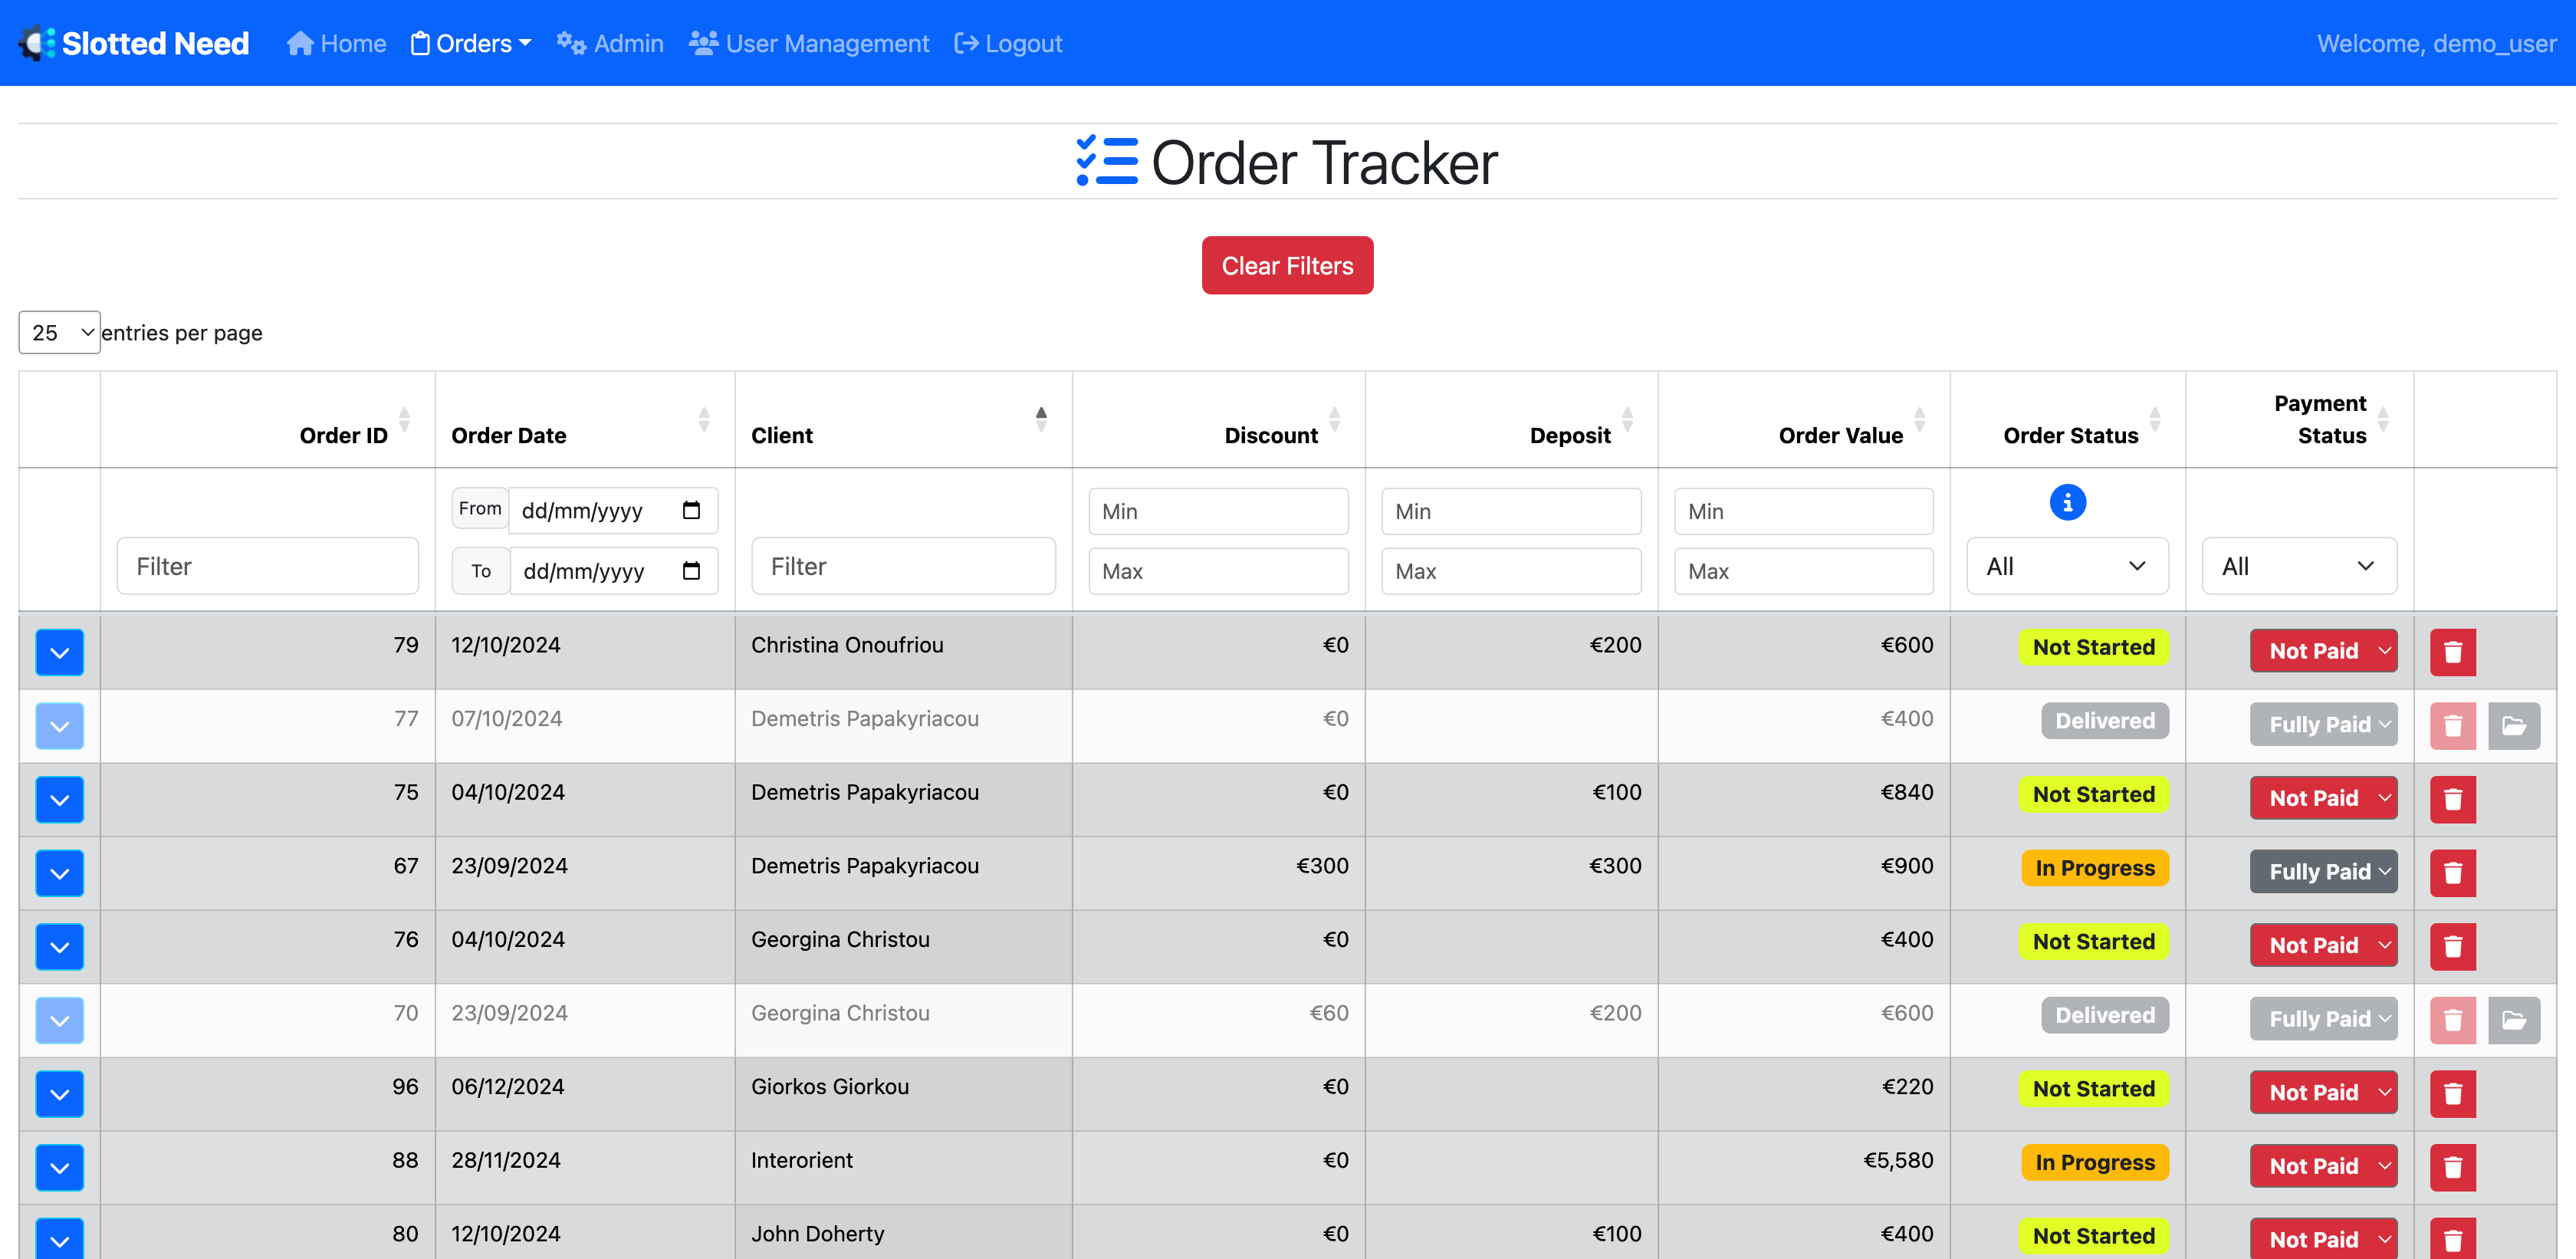 Slotted Need Home Orders Admin User Management Logout Welcome, demo_user
Order Tracker
Clear Filters
25 entries per page
Order ID Order Date Client Discount Deposit Order Value Order Status Payment Status
From dd/mm/yyyy Min Min Min
Filter To dd/mm/yyyy Filter Max Max Max All All
79 12/10/2024 Christina Onoufriou €0 €200 €600 Not Started Not Paid
77 07/10/2024 Demetris Papakyriacou €0 €400 Delivered Fully Paid
75 04/10/2024 Demetris Papakyriacou €0 €100 €840 Not Started Not Paid
67 23/09/2024 Demetris Papakyriacou €300 €300 €900 In Progress Fully Paid
76 04/10/2024 Georgina Christou €0 €400 Not Started Not Paid
70 23/09/2024 Georgina Christou €60 €200 €600 Delivered Fully Paid
96 06/12/2024 Giorkos Giorkou €0 €220 Not Started Not Paid
88 28/11/2024 Interorient €0 €5,580 In Progress Not Paid
80 12/10/2024 John Doherty €0 €100 €400 Not Started Not Paid